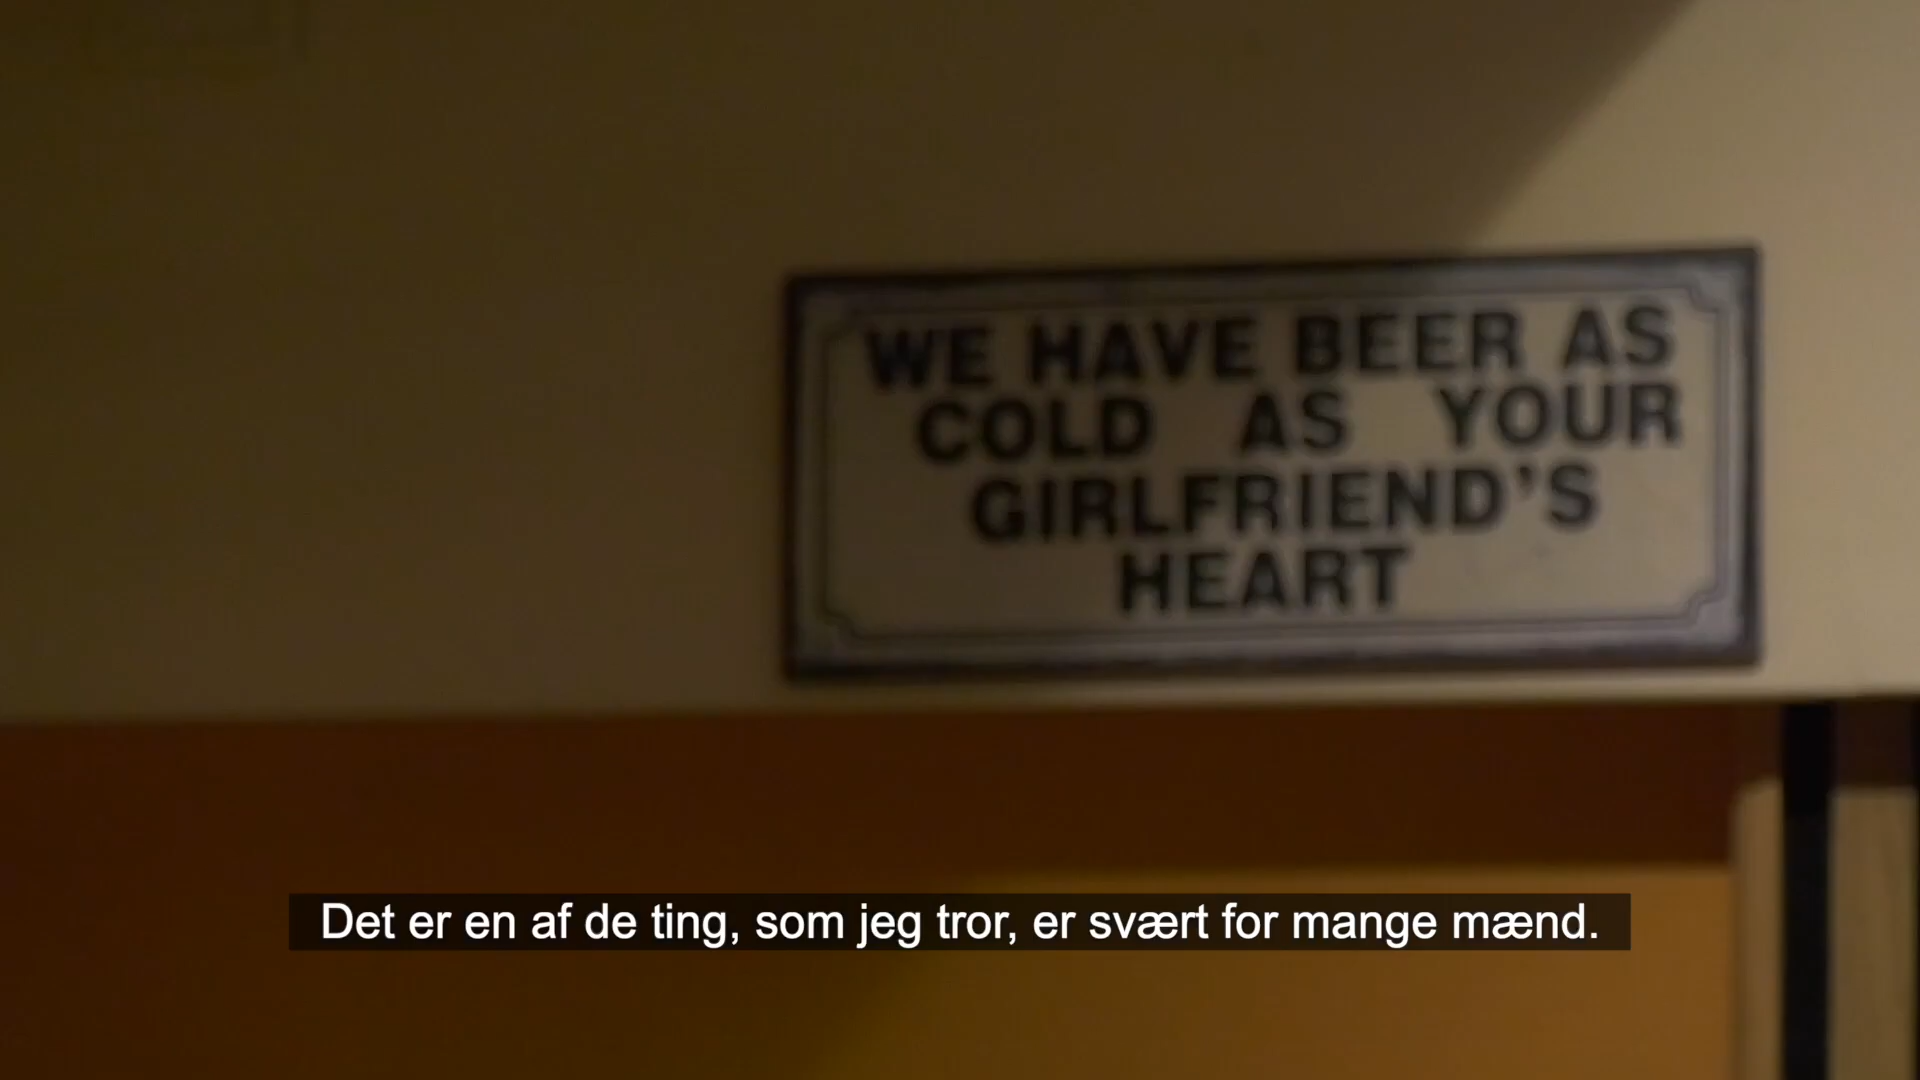 WE HAVE BEER AS
COLD AS YOUR
GIRLFRIEND'S
HEART
Det er en af de ting, som jeg tror, er svært for mange mænd.